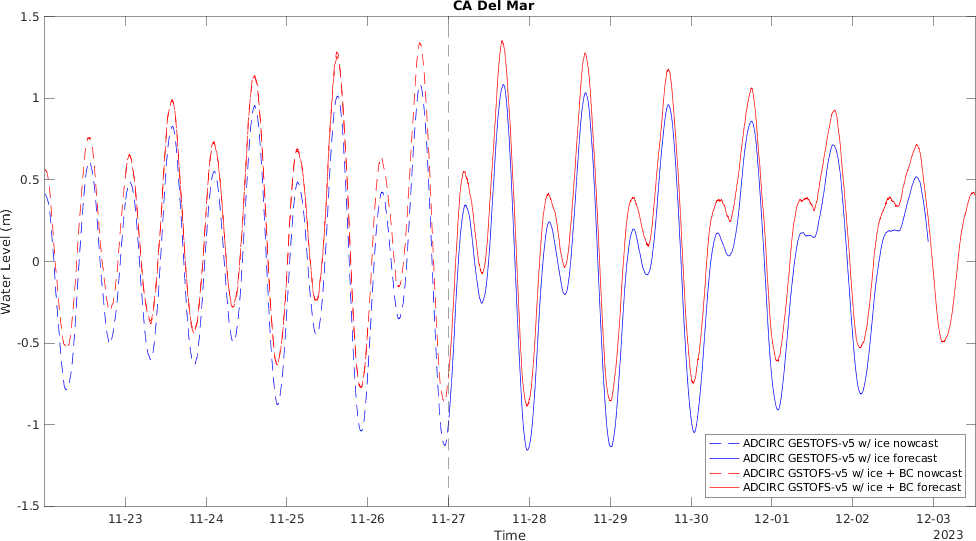 CA Del Mar
1.5
1
0.5
0
-0.5
-1
-1.5
Water Level (m)
11-23
11-24
11-25
11-26
11-27
11-28
11-29
11-30
12-01
12-02
12-03
Time
2023
ADCIRC GESTOFS-v5 w/ ice nowcast
ADCIRC GESTOFS-v5 w/ ice forecast
ADCIRC GSTOFS-v5 w/ ice + BC nowcast
ADCIRC GSTOFS-v5 w/ ice + BC forecast